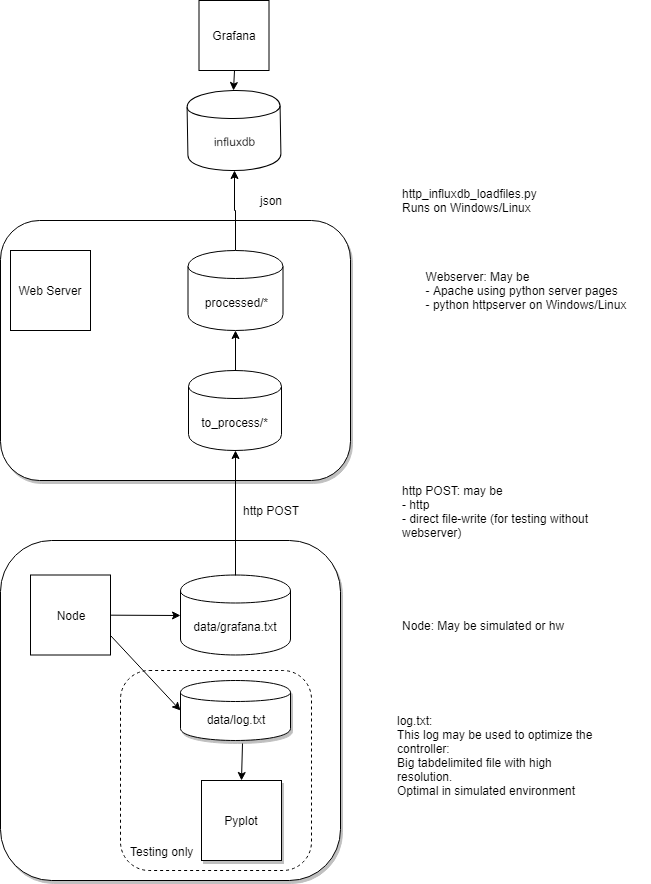 Grafana
influxdb
json
http_influxdb_loadfiles.py
Runs on Windows/Linux
Web Server
processed/*
Webserver: May be
- Apache using python server pages
- python httpserver on Windows/Linux
to_process/*
http POST
http POST: may be
- http
- direct file-write (for testing without
webserver)
Node
data/grafana.txt
Node: May be simulated or hw
data/log.txt
log.txt:
This log may be used to optimize the
controller:
Big tabdelimited file with high
resolution.
Optimal in simulated environment
Pyplot
Testing only